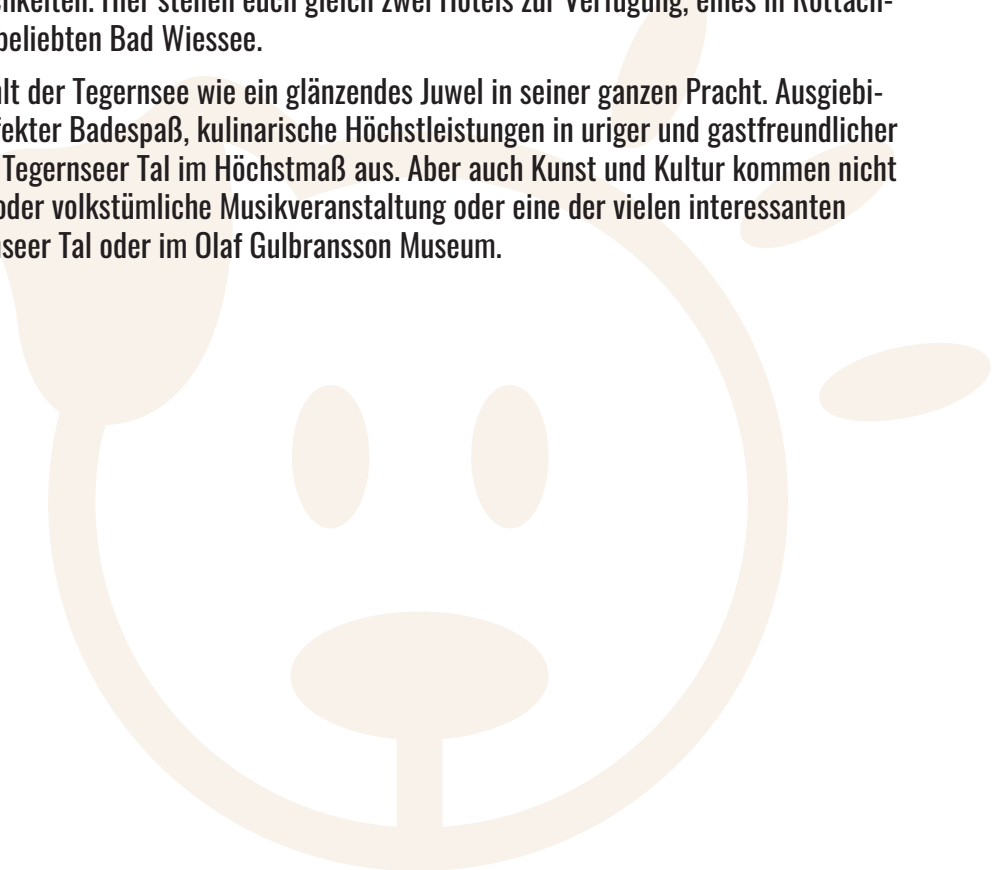 hkeiten. Hier stehen euch gleich zwei Hotels zur Verfügung, eines in Rottach-
beliebten Bad Wiessee.
lt der Tegernsee wie ein glänzendes Juwel in seiner ganzen Pracht. Ausgiebi-
fekter Badespaß, kulinarische Höchstleistungen in uriger und gastfreundlicher
Tegernseer Tal im Höchstmaß aus. Aber auch Kunst und Kultur kommen nicht
oder volkstümliche Musikveranstaltung oder eine der vielen interessanten
seer Tal oder im Olaf Gulbransson Museum.